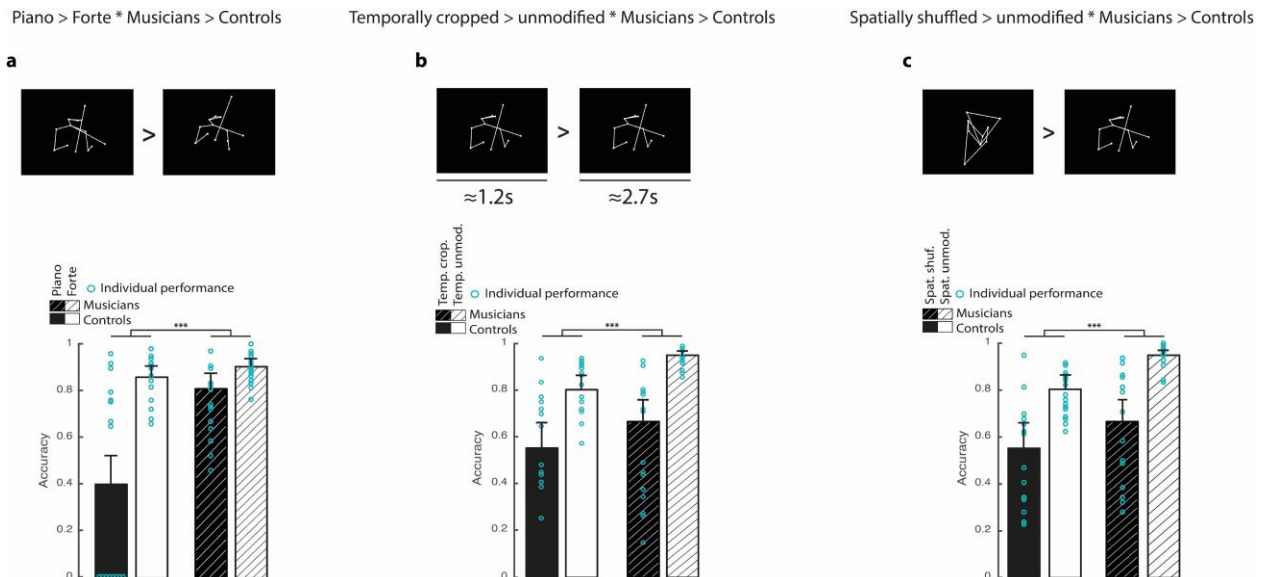 Piano > Forte * Musicians > Controls
Temporally cropped > unmodified * Musicians > Controls
Spatially shuffled > unmodified * Musicians > Controls
a
b
c
>
>
>
≈1.2s
≈2.7s
Piano
Forte
Individual performance
Musicians
Controls
***
1
0.8
0.6
0.4
0.2
0
Accuracy
Temp. crop.
Temp. unmod.
Individual performance
Musicians
Controls
***
1
0.8
0.6
0.4
0.2
0
Accuracy
Spat. shuf.
Spat. unmod.
Individual performance
Musicians
Controls
***
1
0.8
0.6
0.4
0.2
0
Accuracy